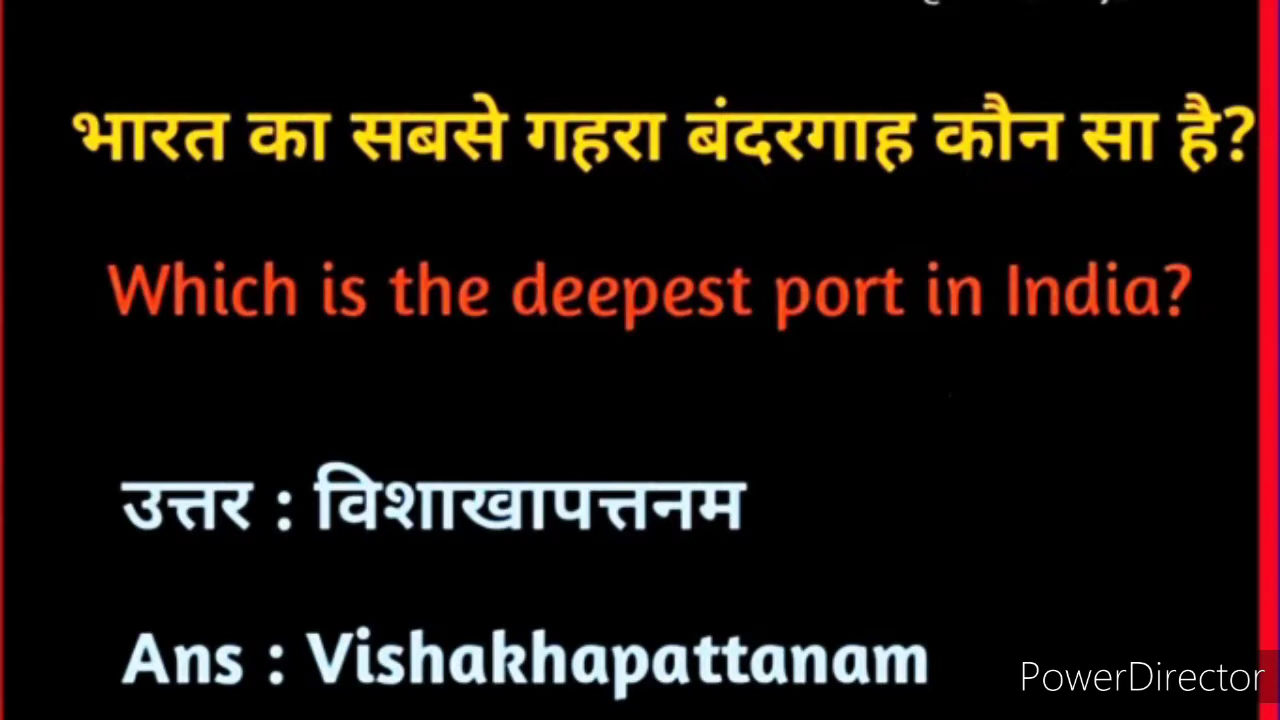 भारत का सबसे गहरा बंदरगाह कौन सा है?
Which is the deepest port in India?
उत्तर : विशाखापत्तनम
Ans : Vishakhapattanam
PowerDirector